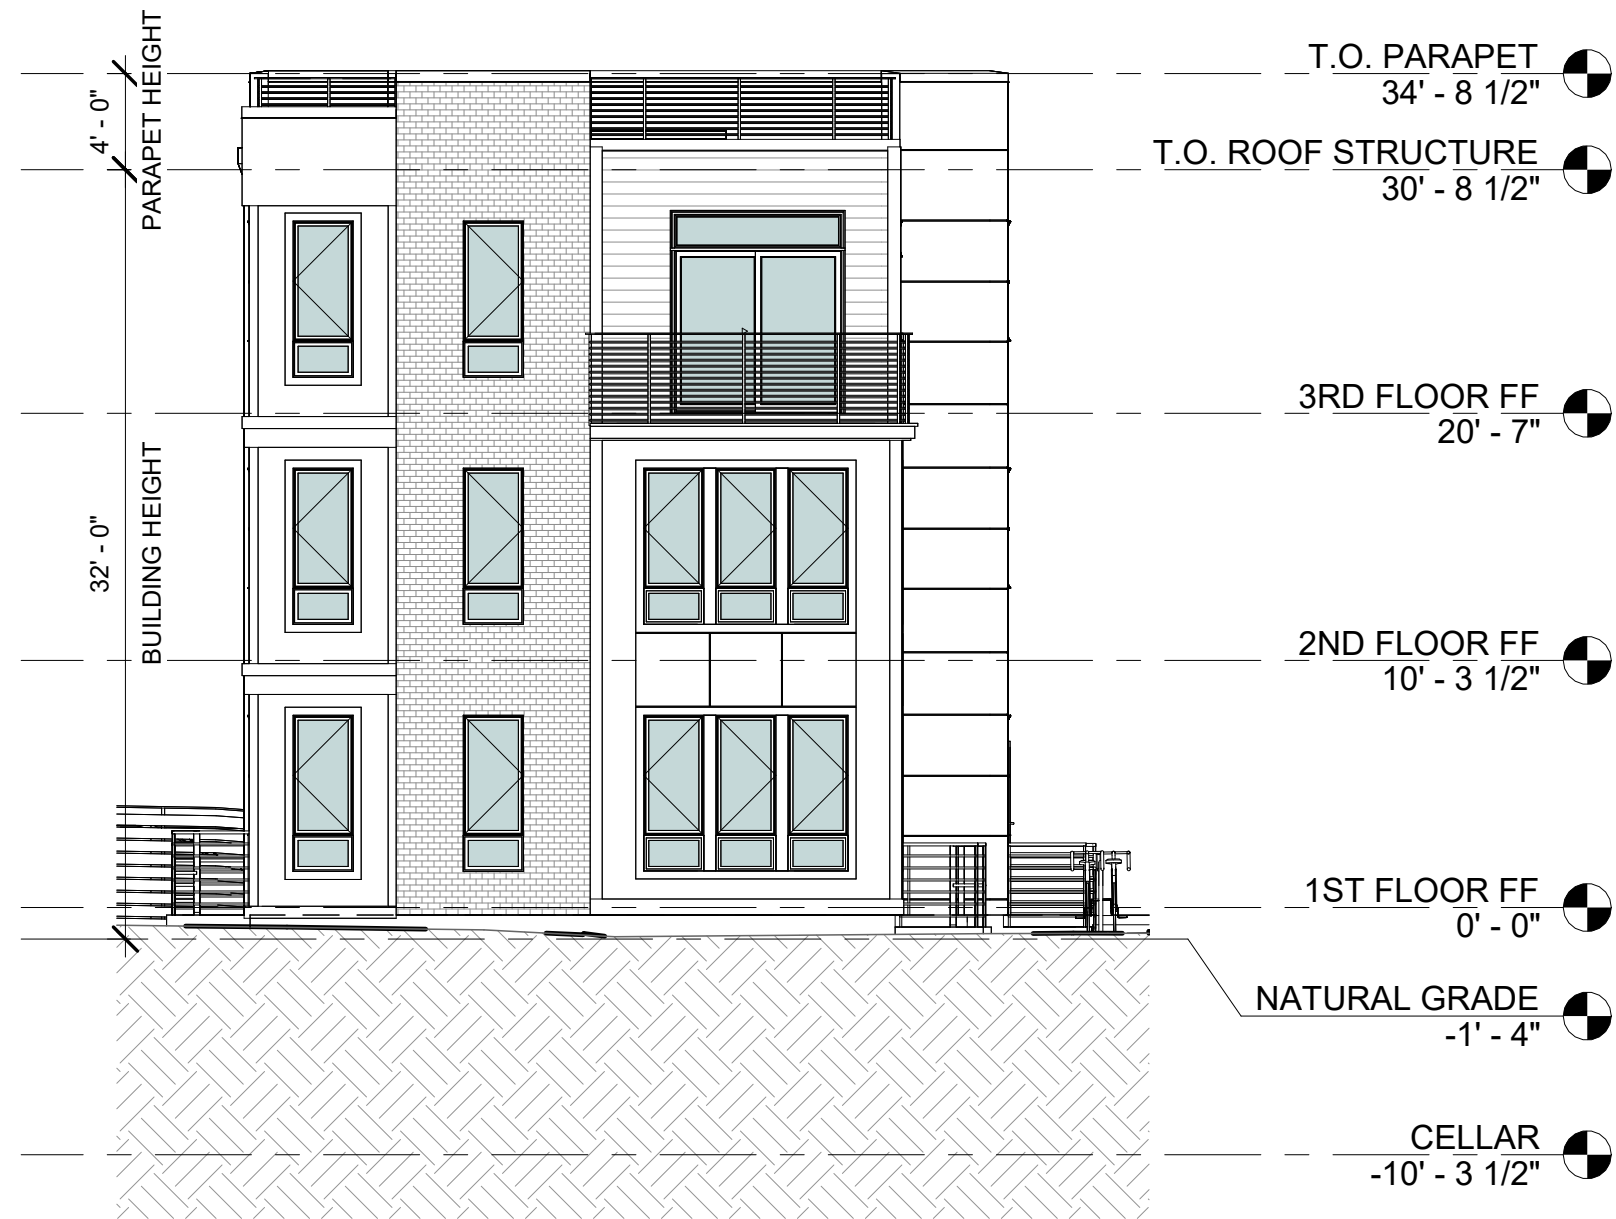 T.O. PARAPET
34' - 8 1/2"
4' - 0"
PARAPET HEIGHT
T.O. ROOF STRUCTURE
30' - 8 1/2"
3RD FLOOR FF
20' - 7"
32' - 0"
BUILDING HEIGHT
2ND FLOOR FF
10' - 3 1/2"
1ST FLOOR FF
0' - 0"
NATURAL GRADE
-1' - 4"
CELLAR
-10' - 3 1/2"